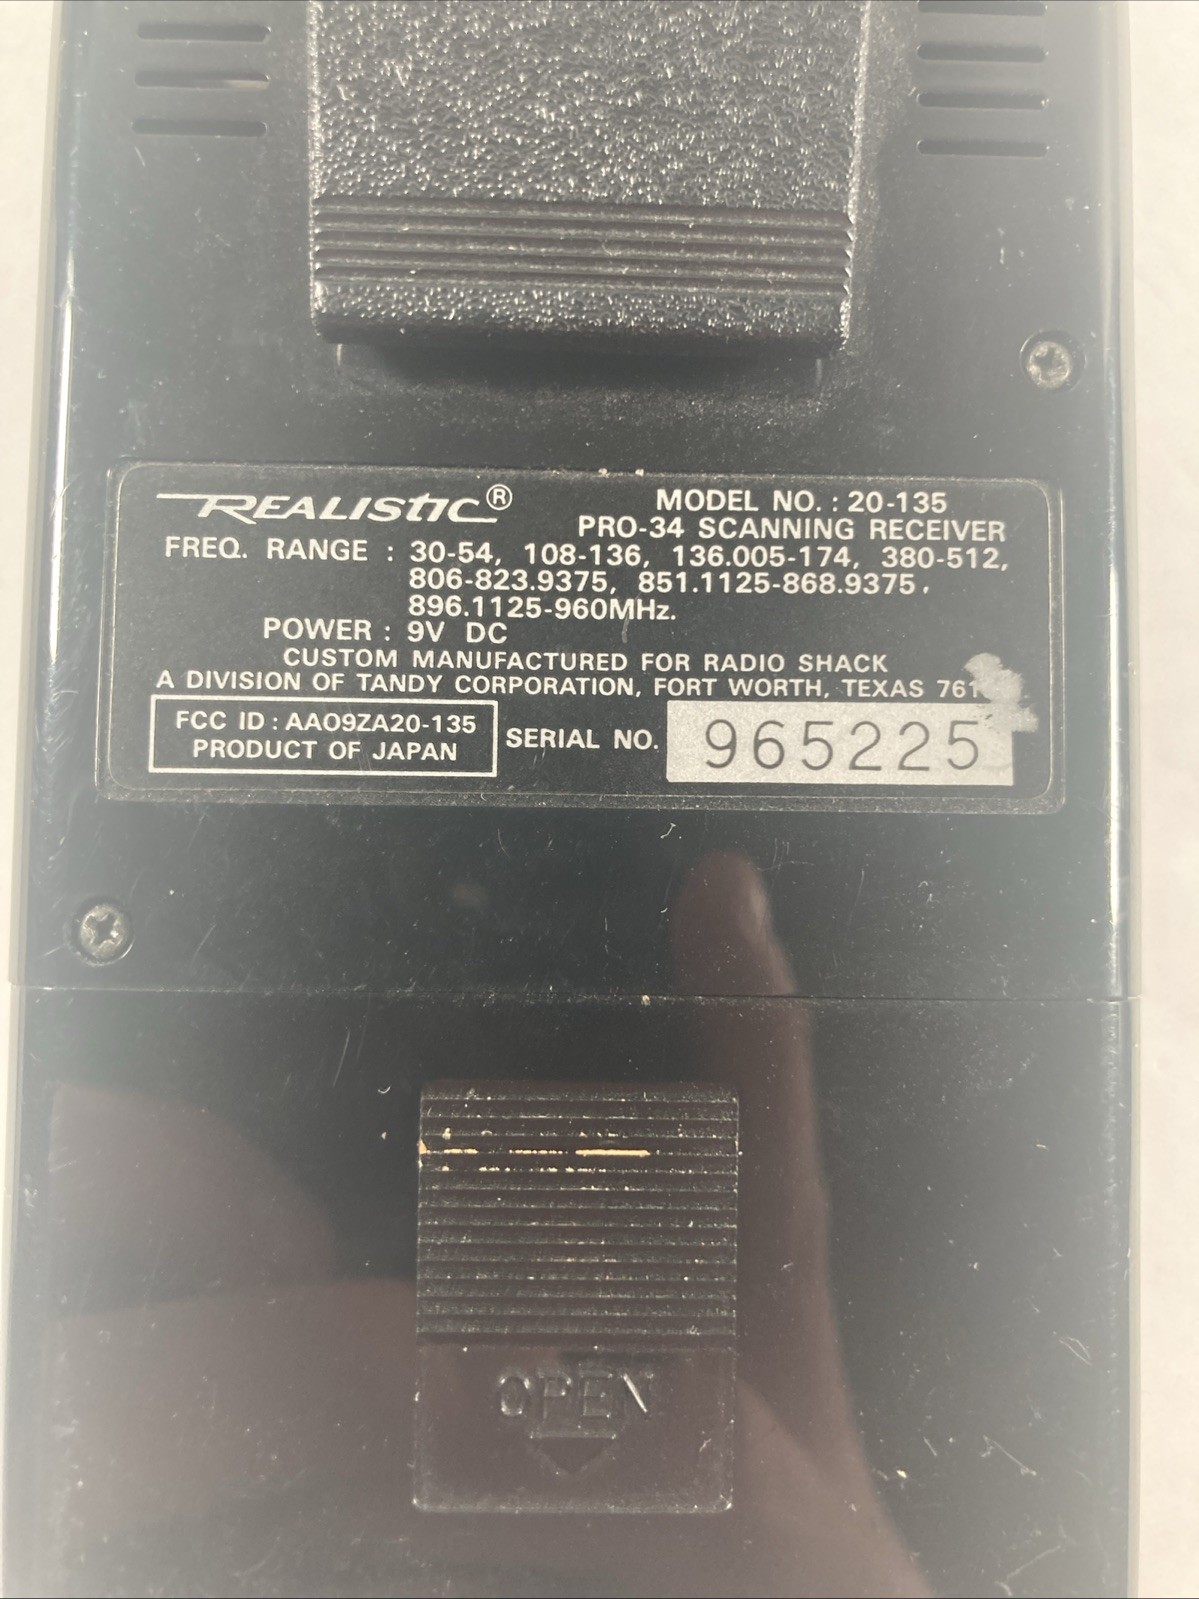 REALISTIC®
MODEL NO. : 20-135
PRO-34 SCANNING RECEIVER
FREQ. RANGE : 30-54, 108-136, 136.005-174, 380-512,
806-823.9375, 851.1125-868.9375,
896.1125-960MHz.
POWER : 9V DC
CUSTOM MANUFACTURED FOR RADIO SHACK
A DIVISION OF TANDY CORPORATION, FORT WORTH, TEXAS
FCC ID : AAO9ZA20-135
PRODUCT OF JAPAN
SERIAL NO. 965225
OPEN